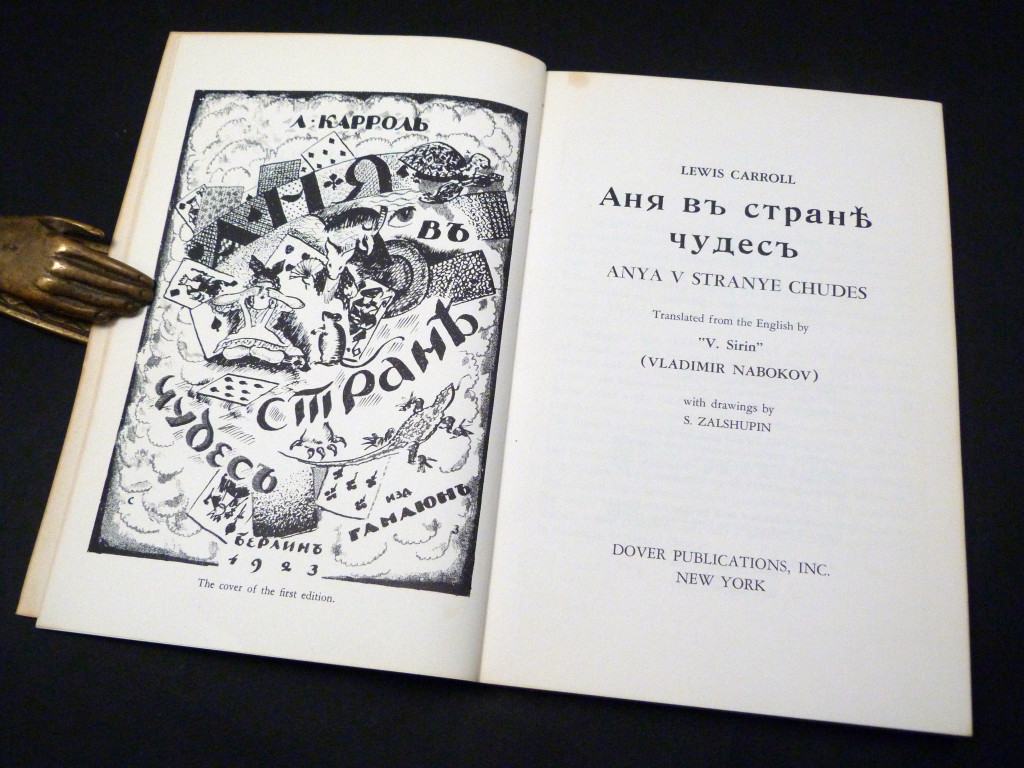 Л. КАРРОЛЬ
АНЯ
ВЪ
СТРАНѢ
ЧУДЕСЪ
ИЗД
ГАМАЮНЪ
БЕРЛИНЪ
1923
The cover of the first edition.
LEWIS CARROLL
Аня въ странѣ
чудесъ
ANYA V STRANYE CHUDES
Translated from the English by
"V. Sirin"
(VLADIMIR NABOKOV)
with drawings by
S. ZALSHUPIN
DOVER PUBLICATIONS, INC.
NEW YORK